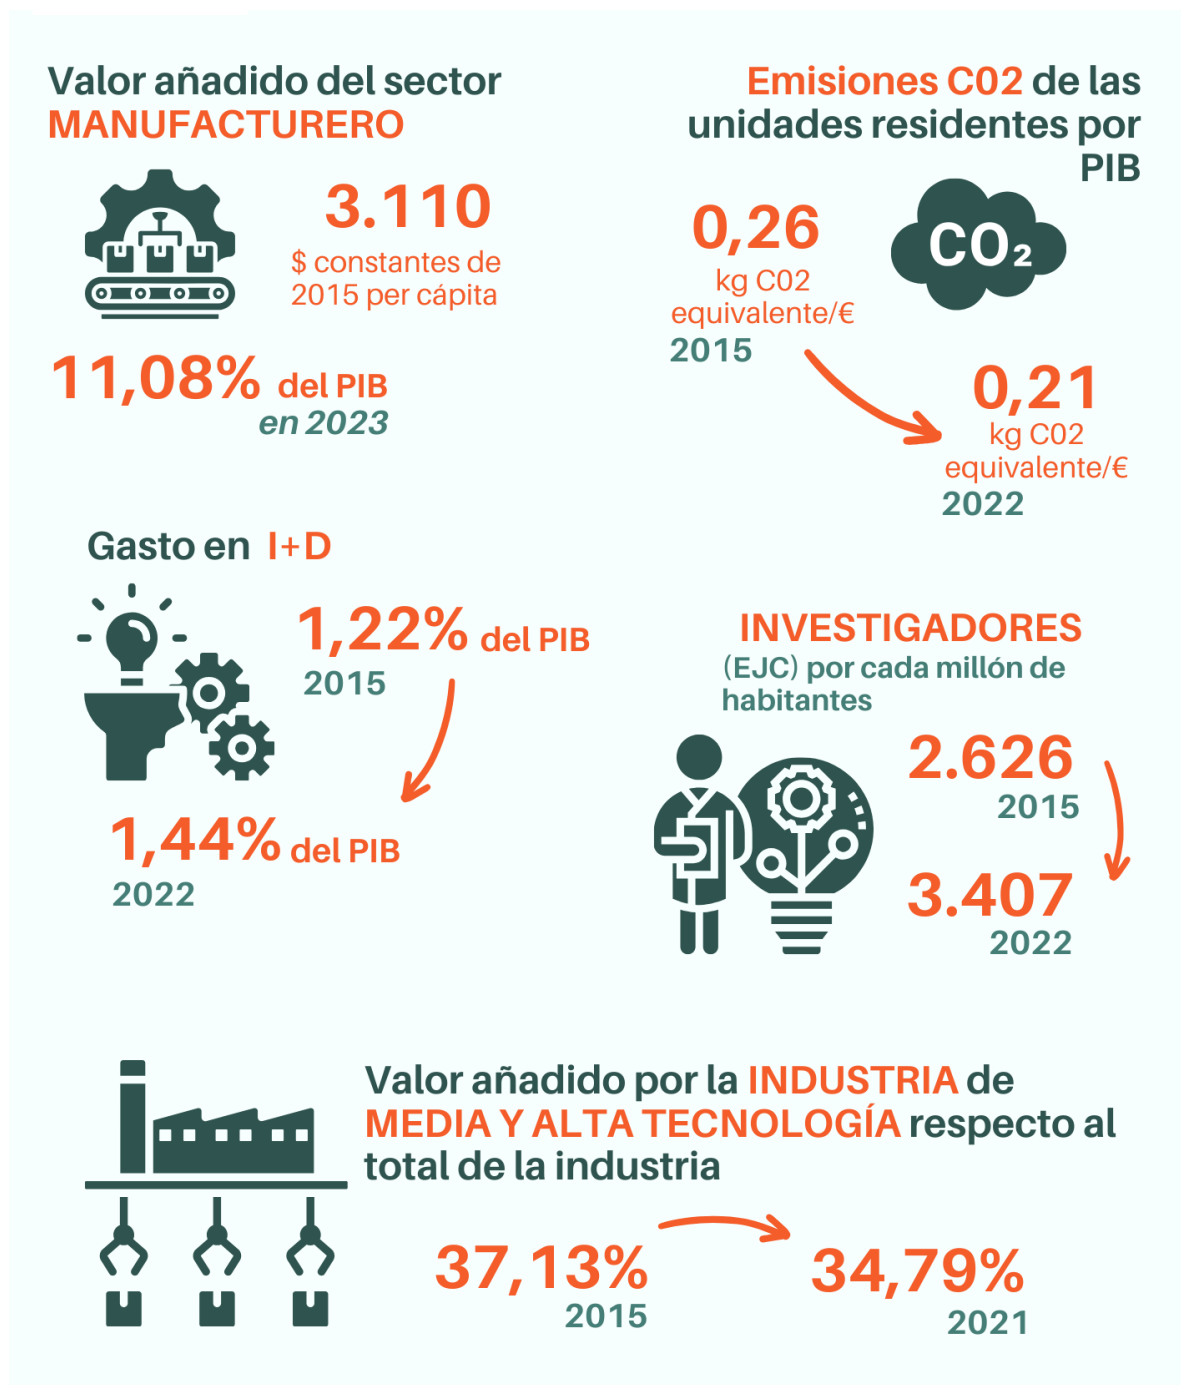 Valor añadido del sector
MANUFACTURERO
3.110
$ constantes de
2015 per cápita
11,08% del PIB
en 2023
Emisiones C02 de las
unidades residentes por
PIB
CO₂
0,26
kg C02
equivalente/€
2015
0,21
kg C02
equivalente/€
2022
Gasto en I+D
1,22% del PIB
2015
1,44% del PIB
2022
INVESTIGADORES
(EJC) por cada millón de
habitantes
2.626
2015
3.407
2022
Valor añadido por la INDUSTRIA de
MEDIA Y ALTA TECNOLOGÍA respecto al
total de la industria
37,13%
2015
34,79%
2021